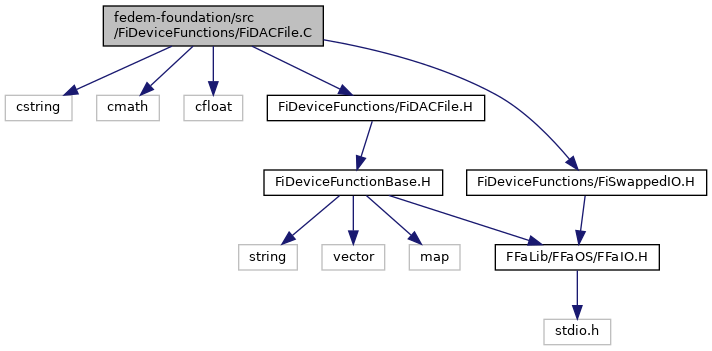 fedem-foundation/src
/FiDeviceFunctions/FiDACFile.C
cstring
cmath
cfloat
FiDeviceFunctions/FiDACFile.H
FiDeviceFunctionBase.H
FiDeviceFunctions/FiSwappedIO.H
string
vector
map
FFaLib/FFaOS/FFaIO.H
stdio.h